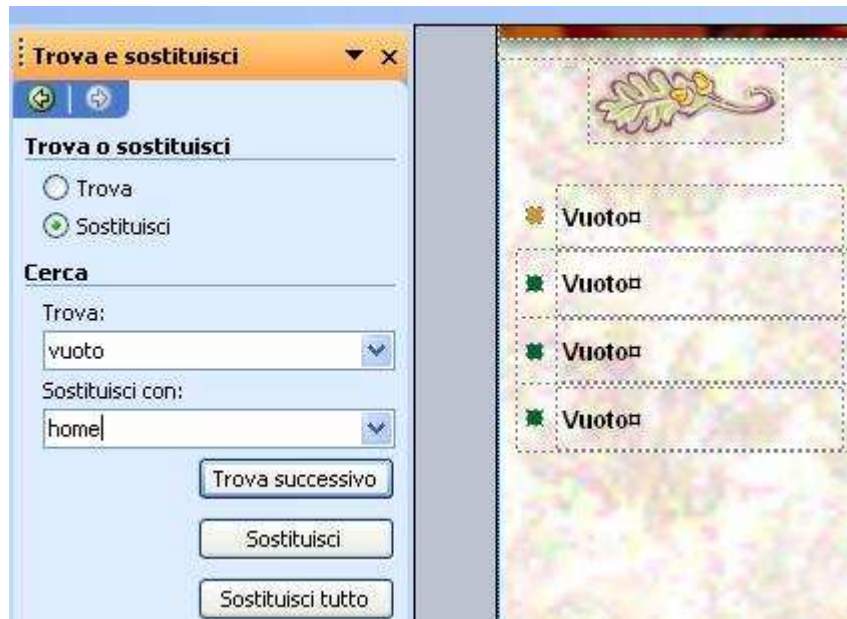 Trova e sostituisci
Trova o sostituisci
Trova
Sostituisci
Cerca
Trova:
vuoto
Sostituisci con:
home
Trova successivo
Sostituisci
Sostituisci tutto
Vuoto¤
Vuoto¤
Vuoto¤
Vuoto¤